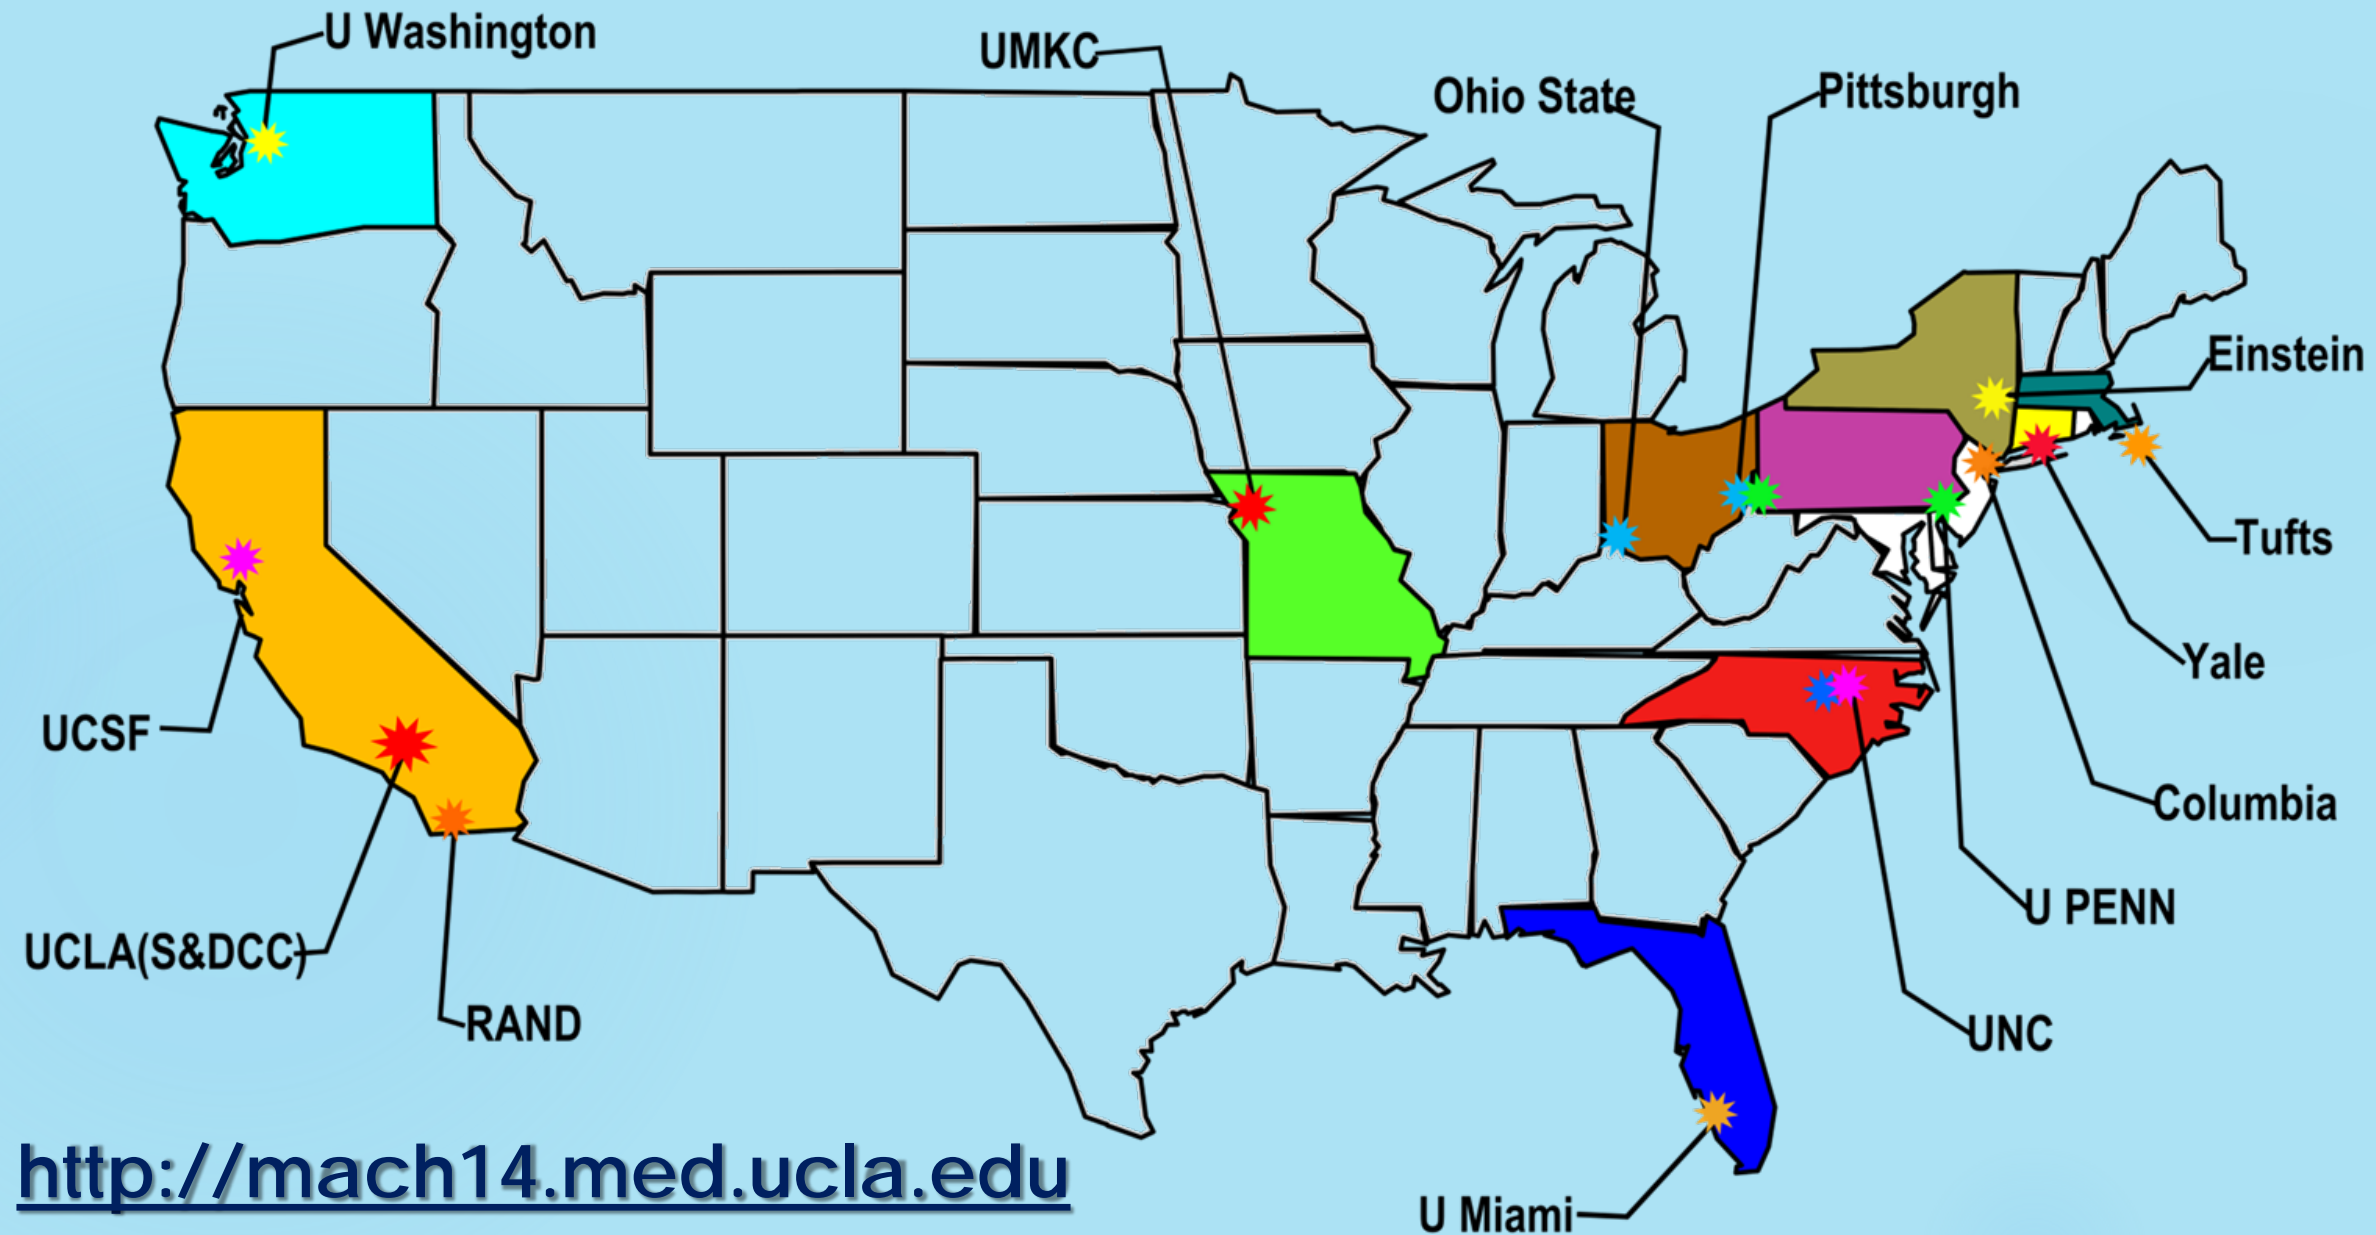 U Washington
UMKC
Ohio State
Pittsburgh
Einstein
Tufts
Yale
UCSF
Columbia
U PENN
UCLA(S&DCC)
RAND
UNC
http://mach14.med.ucla.edu
U Miami